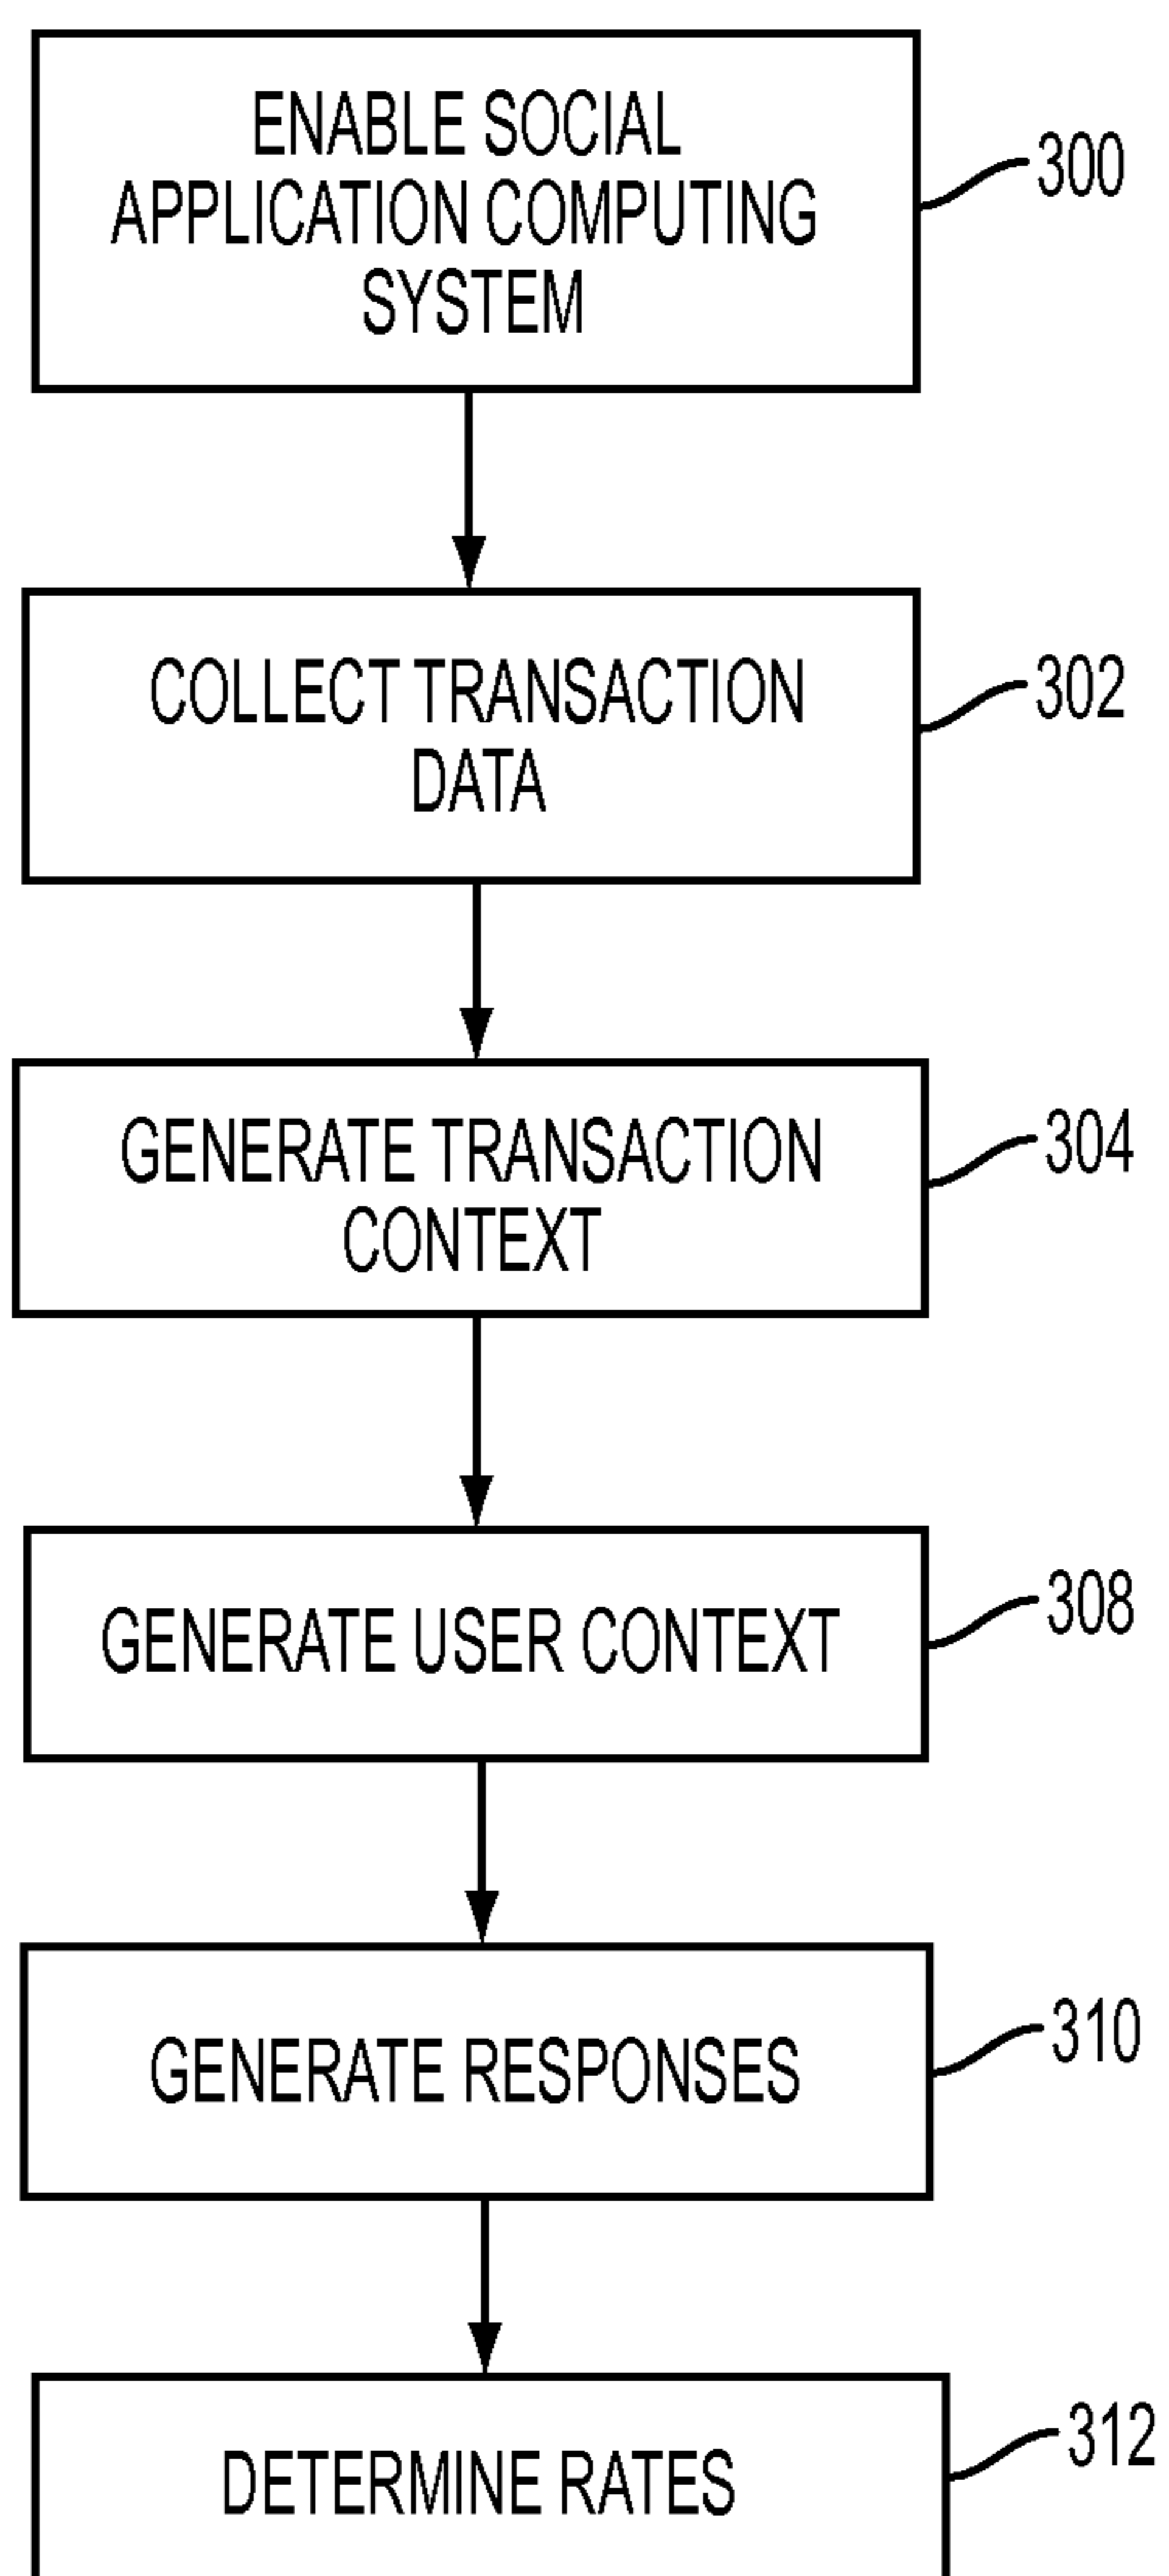 ENABLE SOCIAL
APPLICATION COMPUTING
SYSTEM
300
COLLECT TRANSACTION
DATA
302
GENERATE TRANSACTION
CONTEXT
304
GENERATE USER CONTEXT
308
GENERATE RESPONSES
310
DETERMINE RATES
312